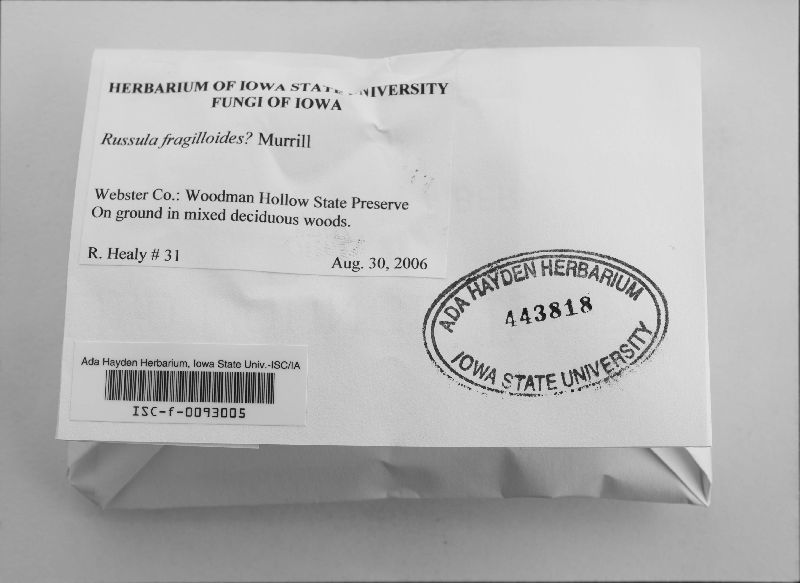 HERBARIUM OF IOWA STATE UNIVERSITY
FUNGI OF IOWA
Russula fragilloides? Murrill
Webster Co.: Woodman Hollow State Preserve
On ground in mixed deciduous woods.
R. Healy # 31 Aug. 30, 2006
ADA HAYDEN HERBARIUM
443818
IOWA STATE UNIVERSITY
Ada Hayden Herbarium, Iowa State Univ.-ISC/IA
ISC-f-0093005